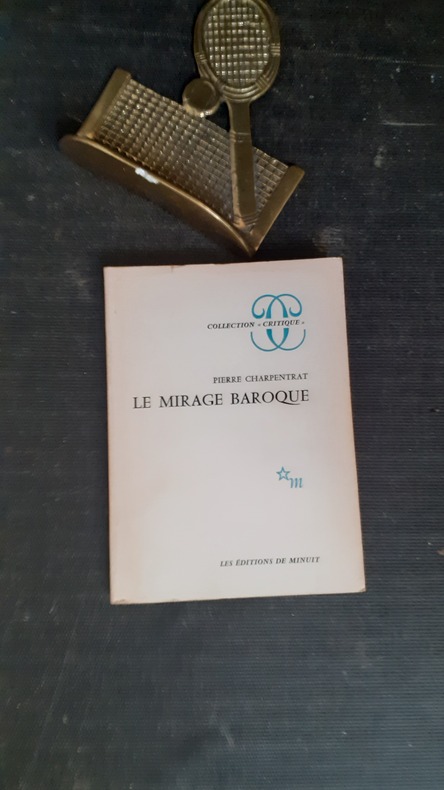 COLLECTION « CRITIQUE »
PIERRE CHARPENTRAT
LE MIRAGE BAROQUE
m
LES ÉDITIONS DE MINUIT